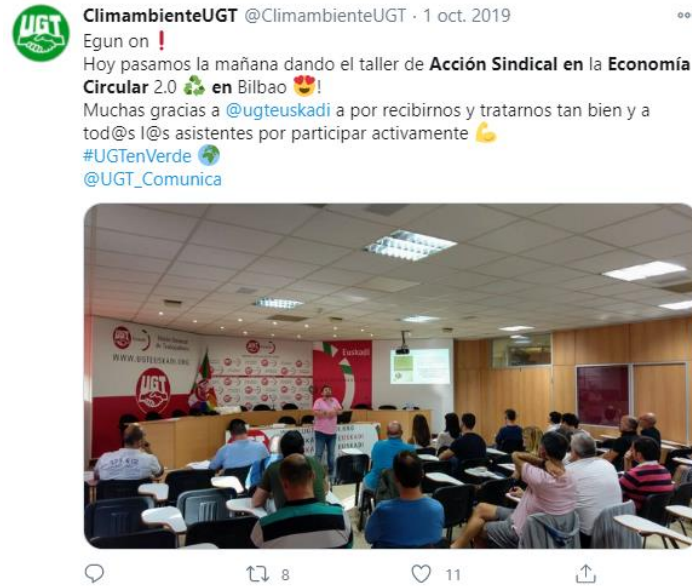 ClimambienteUGT @ClimambienteUGT · 1 oct. 2019
Egun on ❗
Hoy pasamos la mañana dando el taller de Acción Sindical en la Economía
Circular 2.0 ♻ en Bilbao 😍!
Muchas gracias a @ugteuskadi a por recibirnos y tratarnos tan bien y a
tod@s l@s asistentes por participar activamente 💪
#UGTenVerde 🌍
@UGT_Comunica
UGT
WWW.UGTEUSKADI.ORG
UGT
Euskadi
8
11